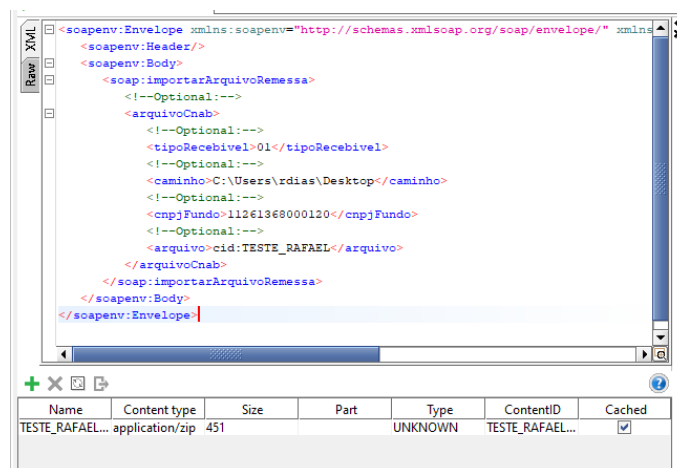 XML
Raw
<soapenv:Envelope xmlns:soapenv="http://schemas.xmlsoap.org/soap/envelope/" xmlns
<soapenv:Header/>
<soapenv:Body>
<soap:importarArquivoRemessa>
<!--Optional:-->
<arquivoCnab>
<!--Optional:-->
<tipoRecebivel>01</tipoRecebivel>
<!--Optional:-->
<caminho>C:\Users\rdias\Desktop</caminho>
<!--Optional:-->
<cnpjFundo>11261368000120</cnpjFundo>
<!--Optional:-->
<arquivo>cid:TESTE_RAFAEL</arquivo>
</arquivoCnab>
</soap:importarArquivoRemessa>
</soapenv:Body>
</soapenv:Envelope>
Name Content type Size Part Type ContentID Cached
TESTE_RAFAEL... application/zip 451 UNKNOWN TESTE_RAFAEL...